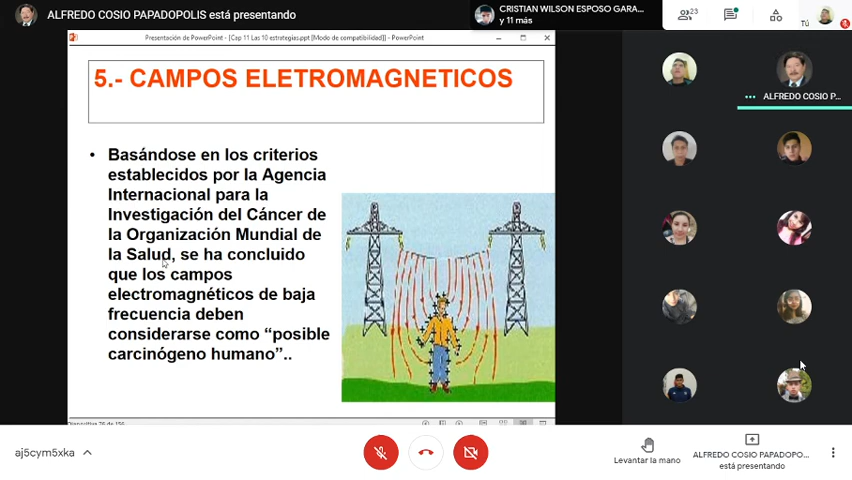 ALFREDO COSIO PAPADOPOLIS está presentando
CRISTIAN WILSON ESPOSO GARA...
y 11 más
23
Tú
Presentación de PowerPoint - [Cap 11 Las 10 estrategias.ppt [Modo de compatibilidad]] - PowerPoint
5.- CAMPOS ELETROMAGNETICOS
ALFREDO COSIO P...
• Basándose en los criterios
establecidos por la Agencia
Internacional para la
Investigación del Cáncer de
la Organización Mundial de
la Salud, se ha concluido
que los campos
electromagnéticos de baja
frecuencia deben
considerarse como “posible
carcinógeno humano”..
aj5cym5xka
Levantar la mano
ALFREDO COSIO PAPADOPO...
está presentando